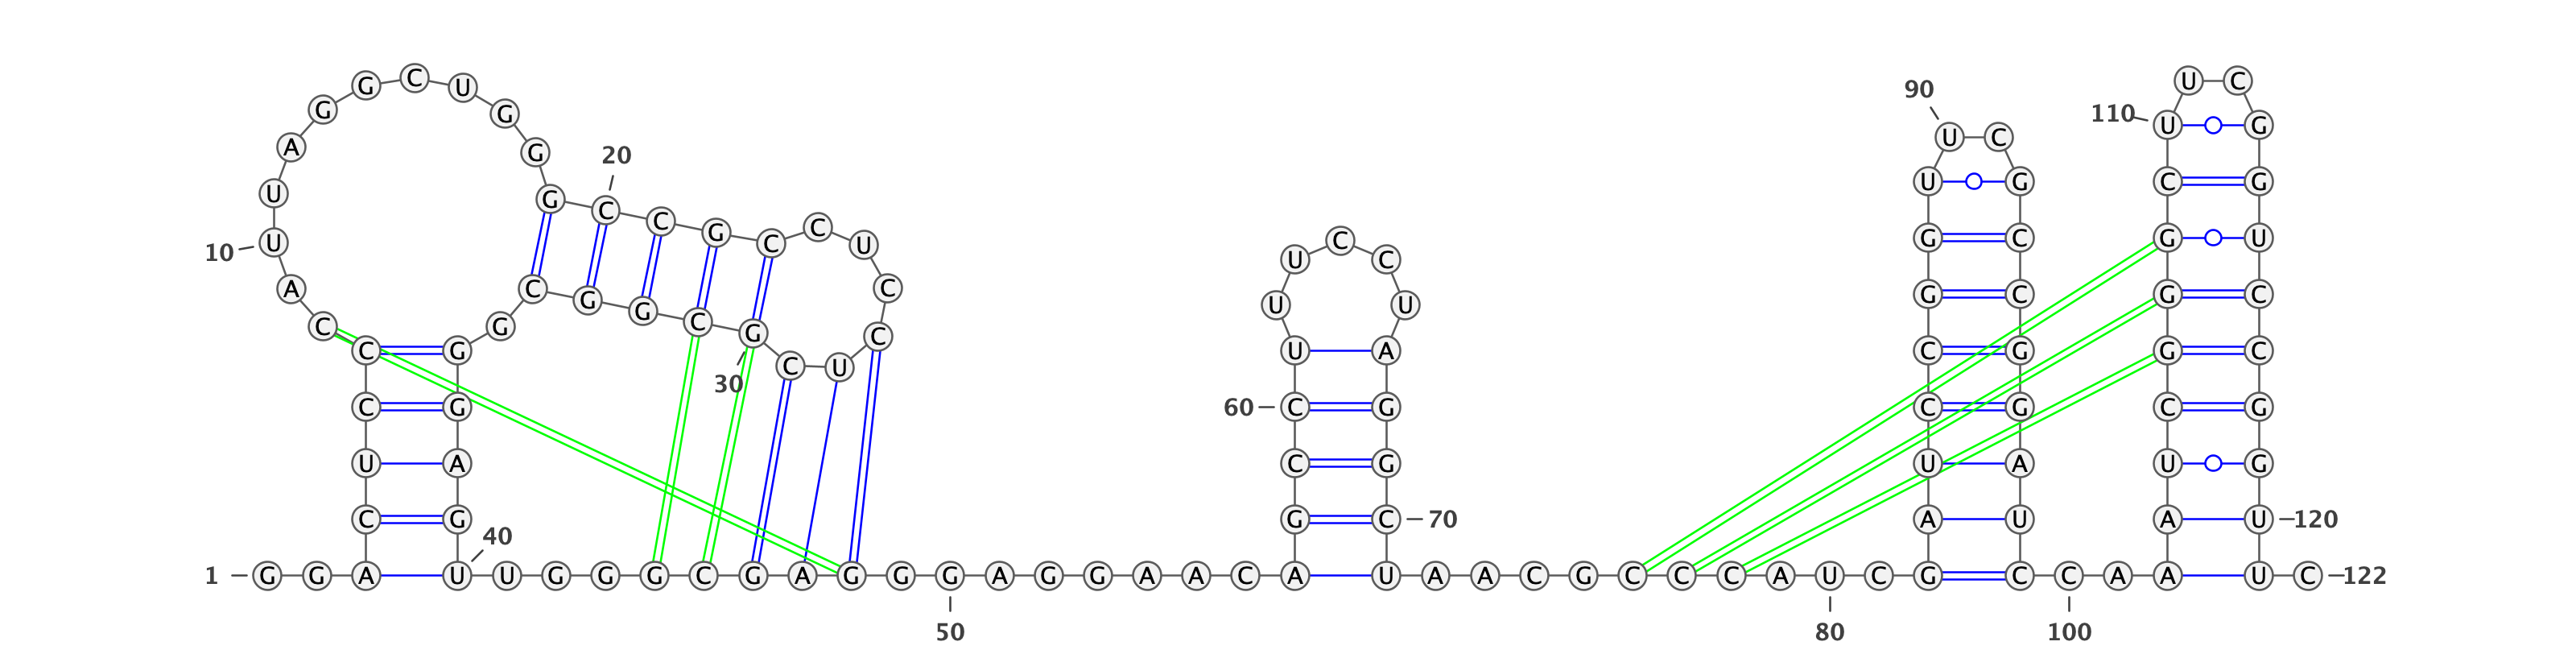 1
G G A C U C C C A U
10
U A G G C U G G G C
20
C G C C U C C U C G
30
C G G C G G G A G U
40
U G G G C G A G G G
50
A G G A A C A G C C
60
U U U C C U A G G C
70
U A A C G C C C A U
80
C G A U C C G G U U
90
C G C C G G A U C C
100
A A A U C G G G C U
110
U C G G U C C G G U
120
U C
122